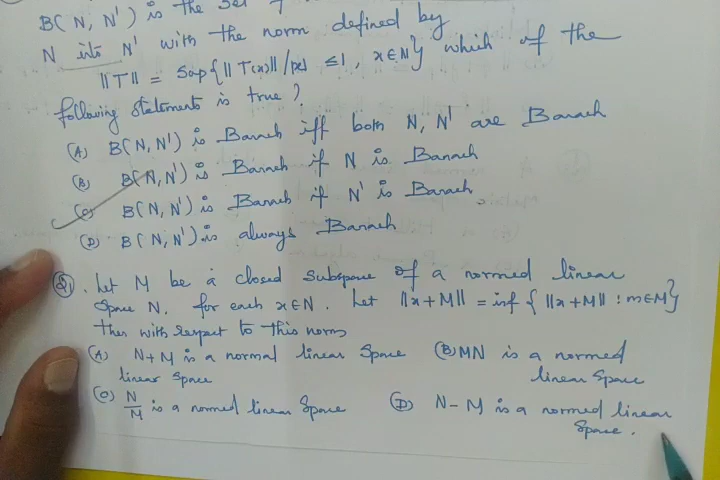 B(N, N') is the set
N into N' with the norm defined by
||T|| = Sup{||T(x)|| / |x| ≤ 1, x ∈ N} which of the
following statements is true?
(A) B(N, N') is Banach iff both N, N' are Banach
(B) B(N, N') is Banach if N is Banach
(C) B(N, N') is Banach if N' is Banach
(D) B(N, N') is always Banach
Q1. Let M be a closed subspace of a normed linear
space N. for each x∈N. Let ||x+M|| = inf {||x+M|| : m∈M}
then with respect to this norm
(A) N+M is a normal linear space (B) MN is a normed
linear space linear space
(C) N/M is a normed linear space (D) N-M is a normed linear
space.